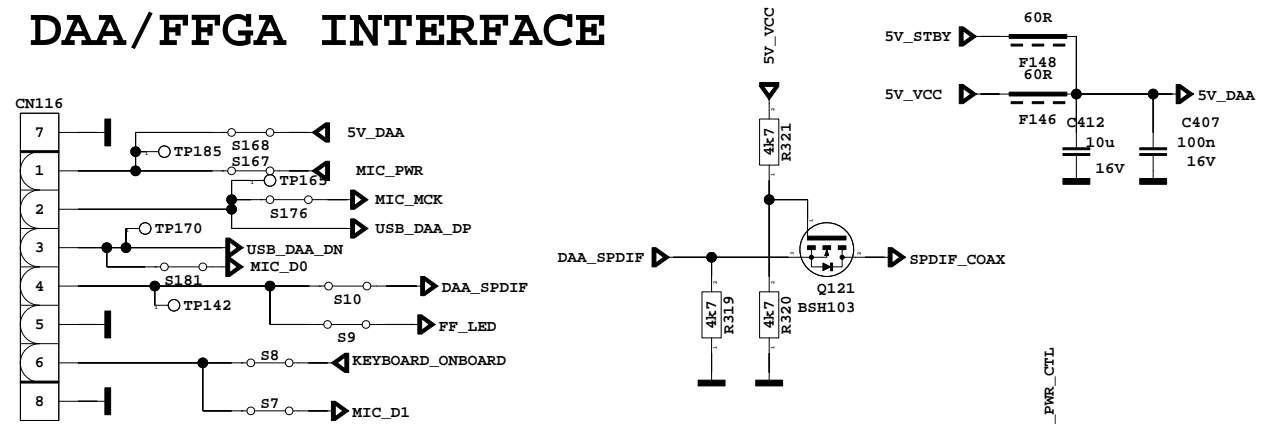 DAA/FFGA INTERFACE
CN116
7
1
2
3
4
5
6
8
5V_DAA
S168
TP185
S167
MIC_PWR
TP165
MIC_MCK
S176
USB_DAA_DP
TP170
USB_DAA_DN
MIC_D0
S181
DAA_SPDIF
S10
TP142
FF_LED
S9
KEYBOARD_ONBOARD
S8
MIC_D1
S7
5V_VCC
4k7
R321
DAA_SPDIF
SPDIF_COAX
Q121
BSH103
4k7
R319
4k7
R320
60R
5V_STBY
F148
60R
5V_VCC
F146
5V_DAA
C412
10u
16V
C407
100n
16V
_PWR_CTL